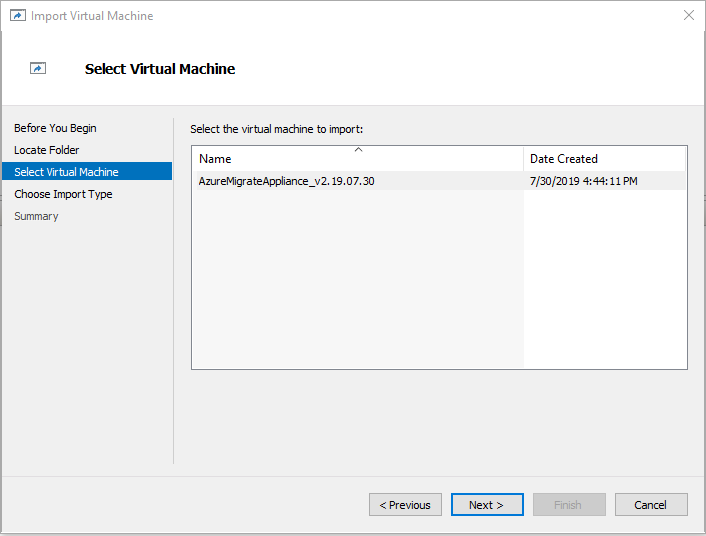 Import Virtual Machine
Select Virtual Machine
Before You Begin
Locate Folder
Select Virtual Machine
Choose Import Type
Summary
Select the virtual machine to import:
Name Date Created
AzureMigrateAppliance_v2.19.07.30 7/30/2019 4:44:11 PM
< Previous Next > Finish Cancel